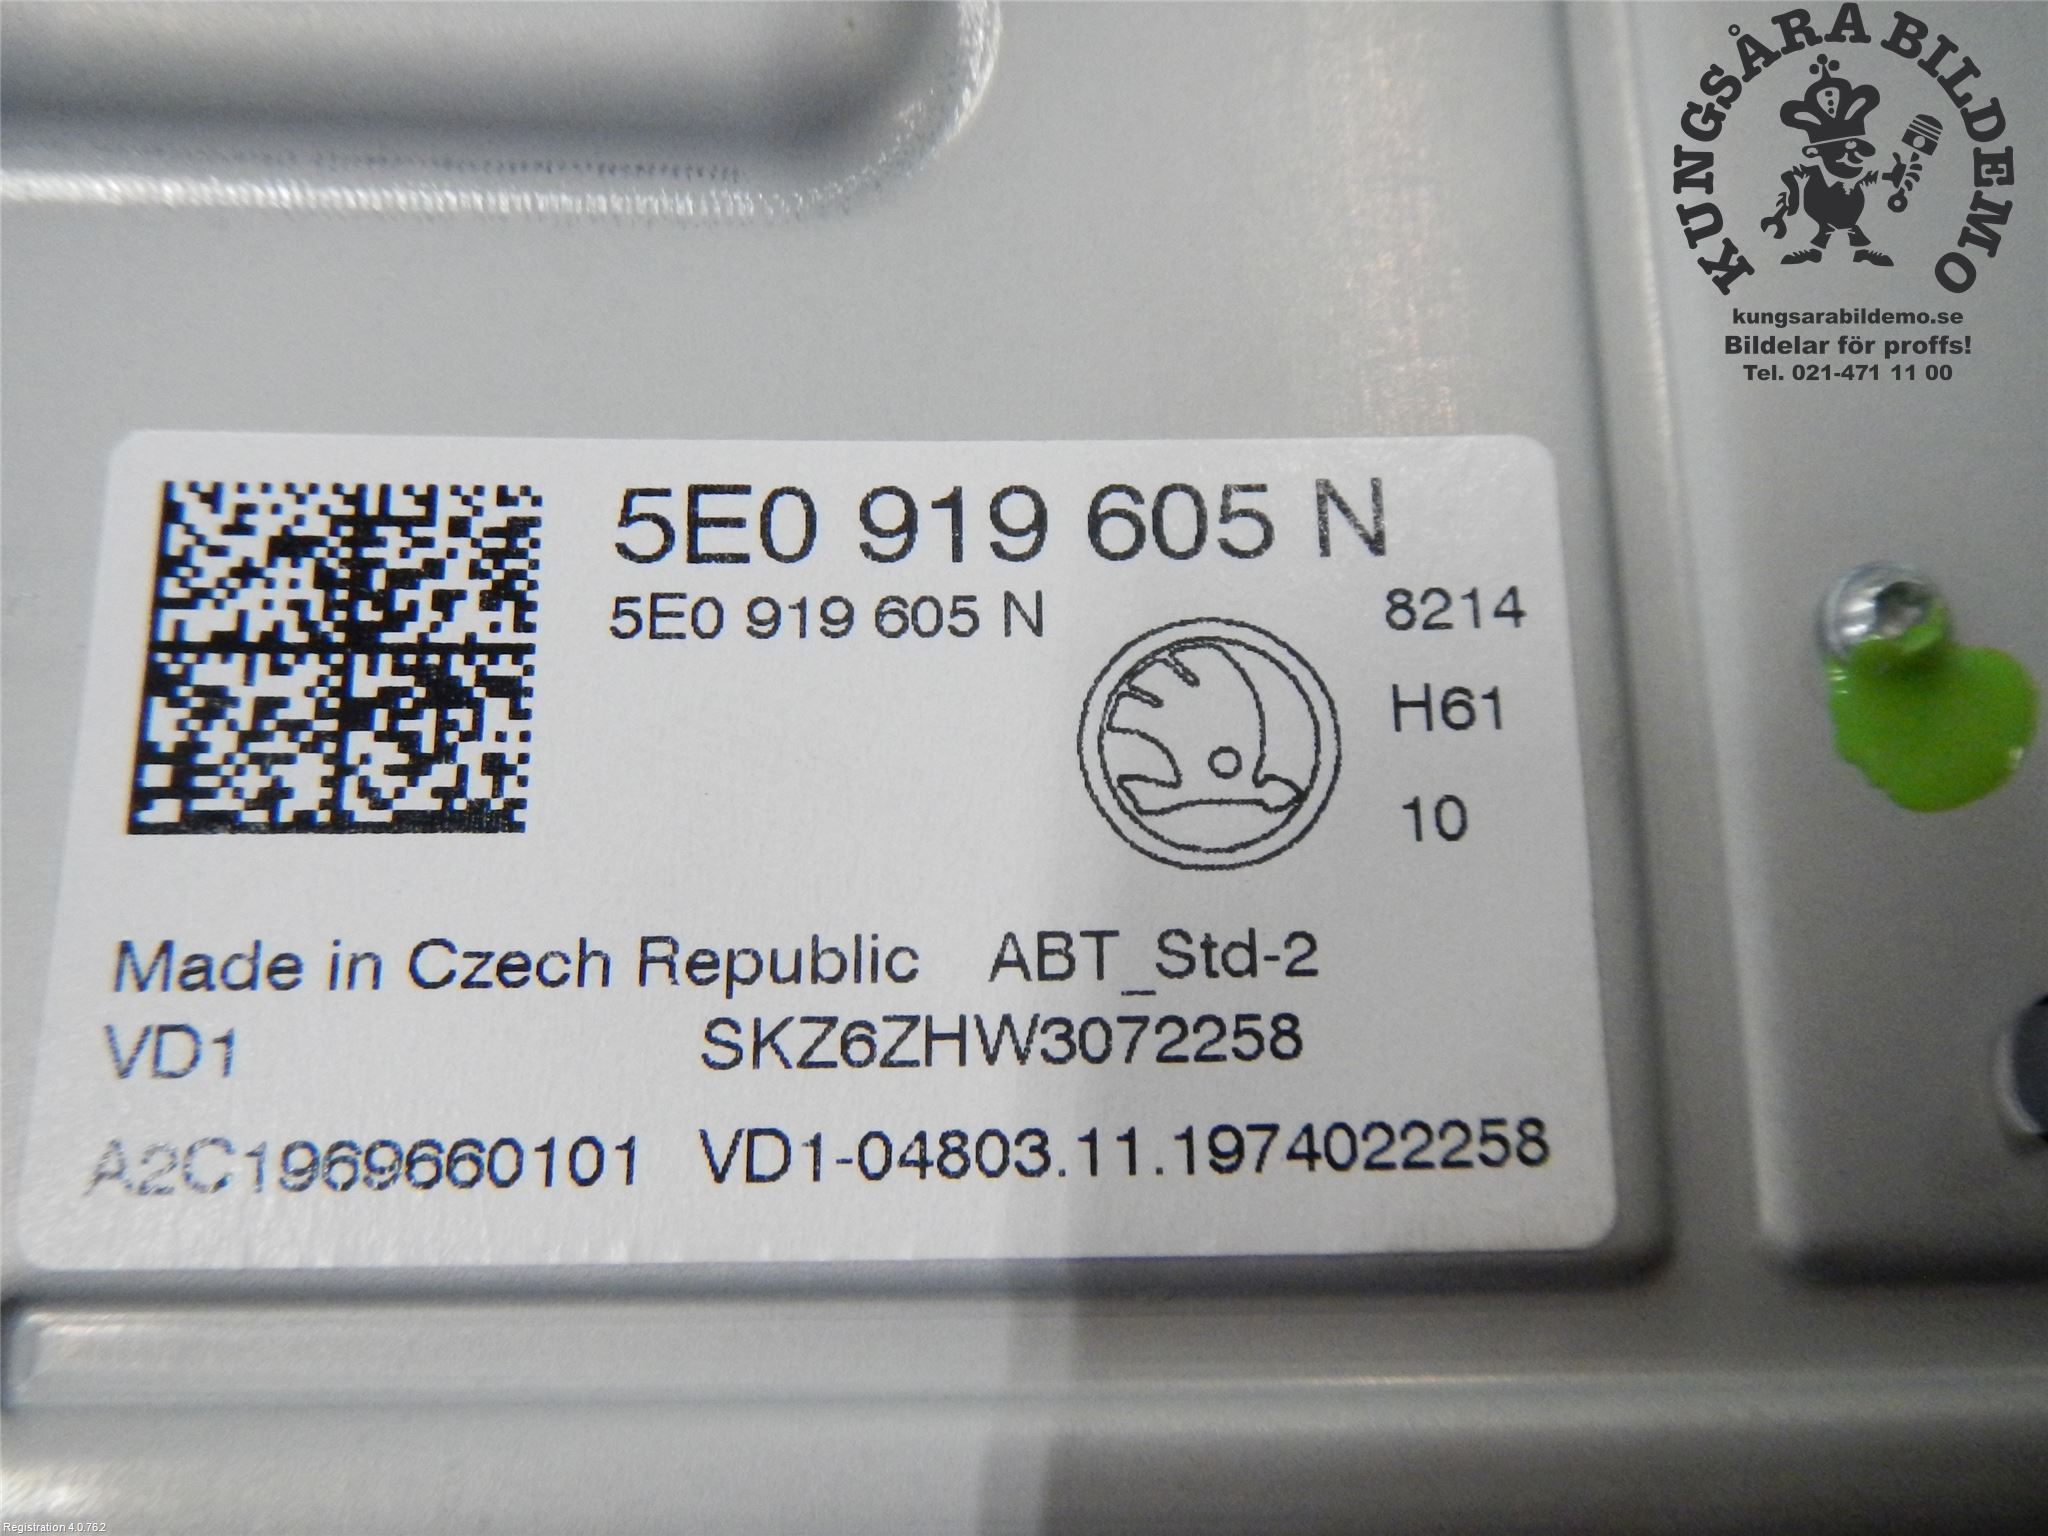 KUNGSÅRA BILDEMO
kungsarabildemo.se
Bildelar för proffs!
Tel. 021-471 11 00
5E0 919 605 N
5E0 919 605 N
8214
H61
10
Made in Czech Republic ABT_Std-2
VD1 SKZ6ZHW3072258
A2C1969660101 VD1-04803.11.1974022258
Registration 4.0.762